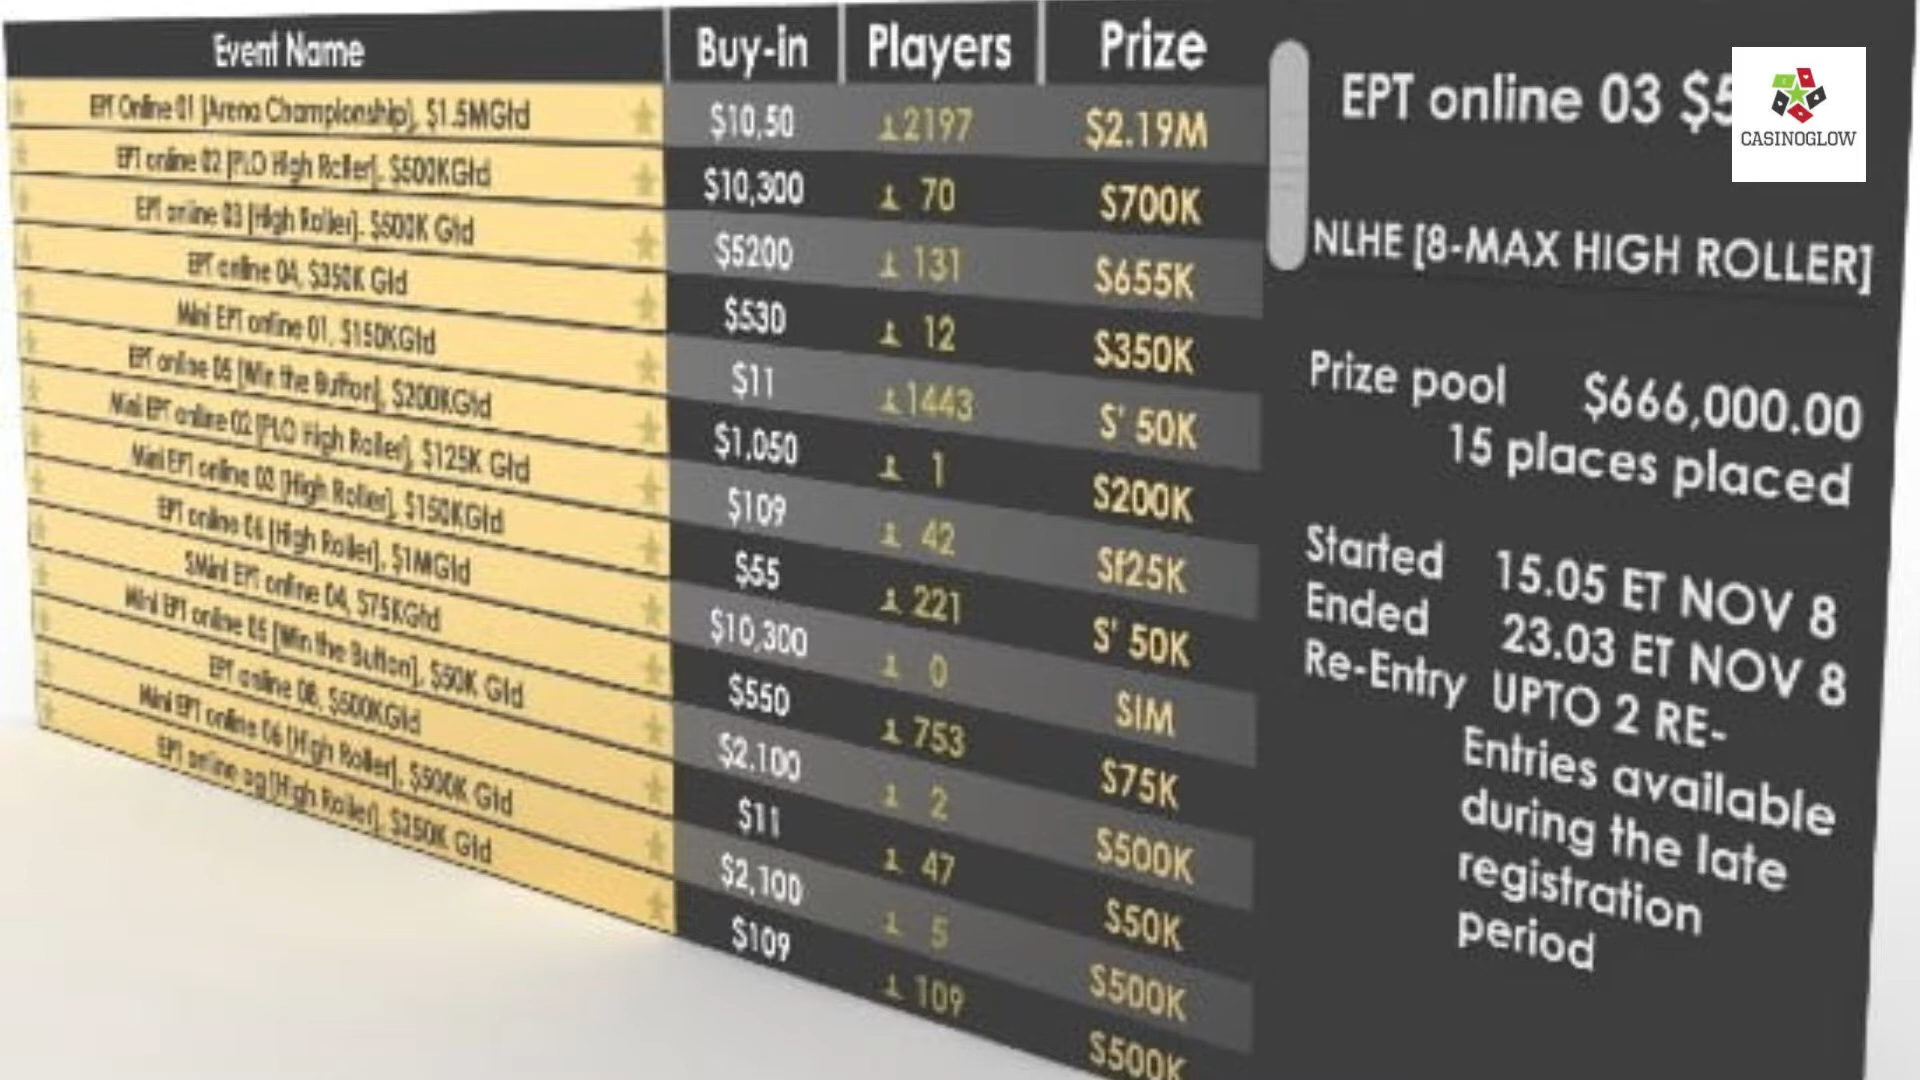 Event Name
Buy-in
Players
Prize
EPT Online 01 [Arena Championship], $1.5MGtd
$10,50
2197
$2.19M
EPT online 02 [PLO High Roller], $500KGtd
$10,300
70
$700K
EPT online 03 [High Roller]. $500K Gtd
$5200
131
$655K
EPT online 04, $350K Gtd
$530
12
$350K
Mini EPT online 01, $150KGtd
$11
1443
S' 50K
EPT online 05 [Win the Button], $200KGtd
$1.050
1
$200K
Mini EPT online 02 [PLO High Roller], $125K Gtd
$109
42
Sf25K
Mini EPT online 03 [High Roller], $150KGtd
$55
221
S' 50K
EPT online 06 [High Roller], $1MGtd
$10,300
0
SIM
SMini EPT online 04, $75KGtd
$550
753
$75K
Mini EPT online 05 [Win the Button], $50K Gtd
$2.100
2
$500K
EPT online 08, $500KGtd
$11
47
$50K
Mini EPT online 06 [High Roller], $500K Gtd
$2,100
5
$500K
EPT online og [High Roller], $350K Gtd
$109
109
$500K
EPT online 03 $5
CASINOGLOW
NLHE [8-MAX HIGH ROLLER]
Prize pool $666,000.00
15 places placed
Started 15.05 ET NOV 8
Ended 23.03 ET NOV 8
Re-Entry UPTO 2 RE-
Entries available
during the late
registration
period